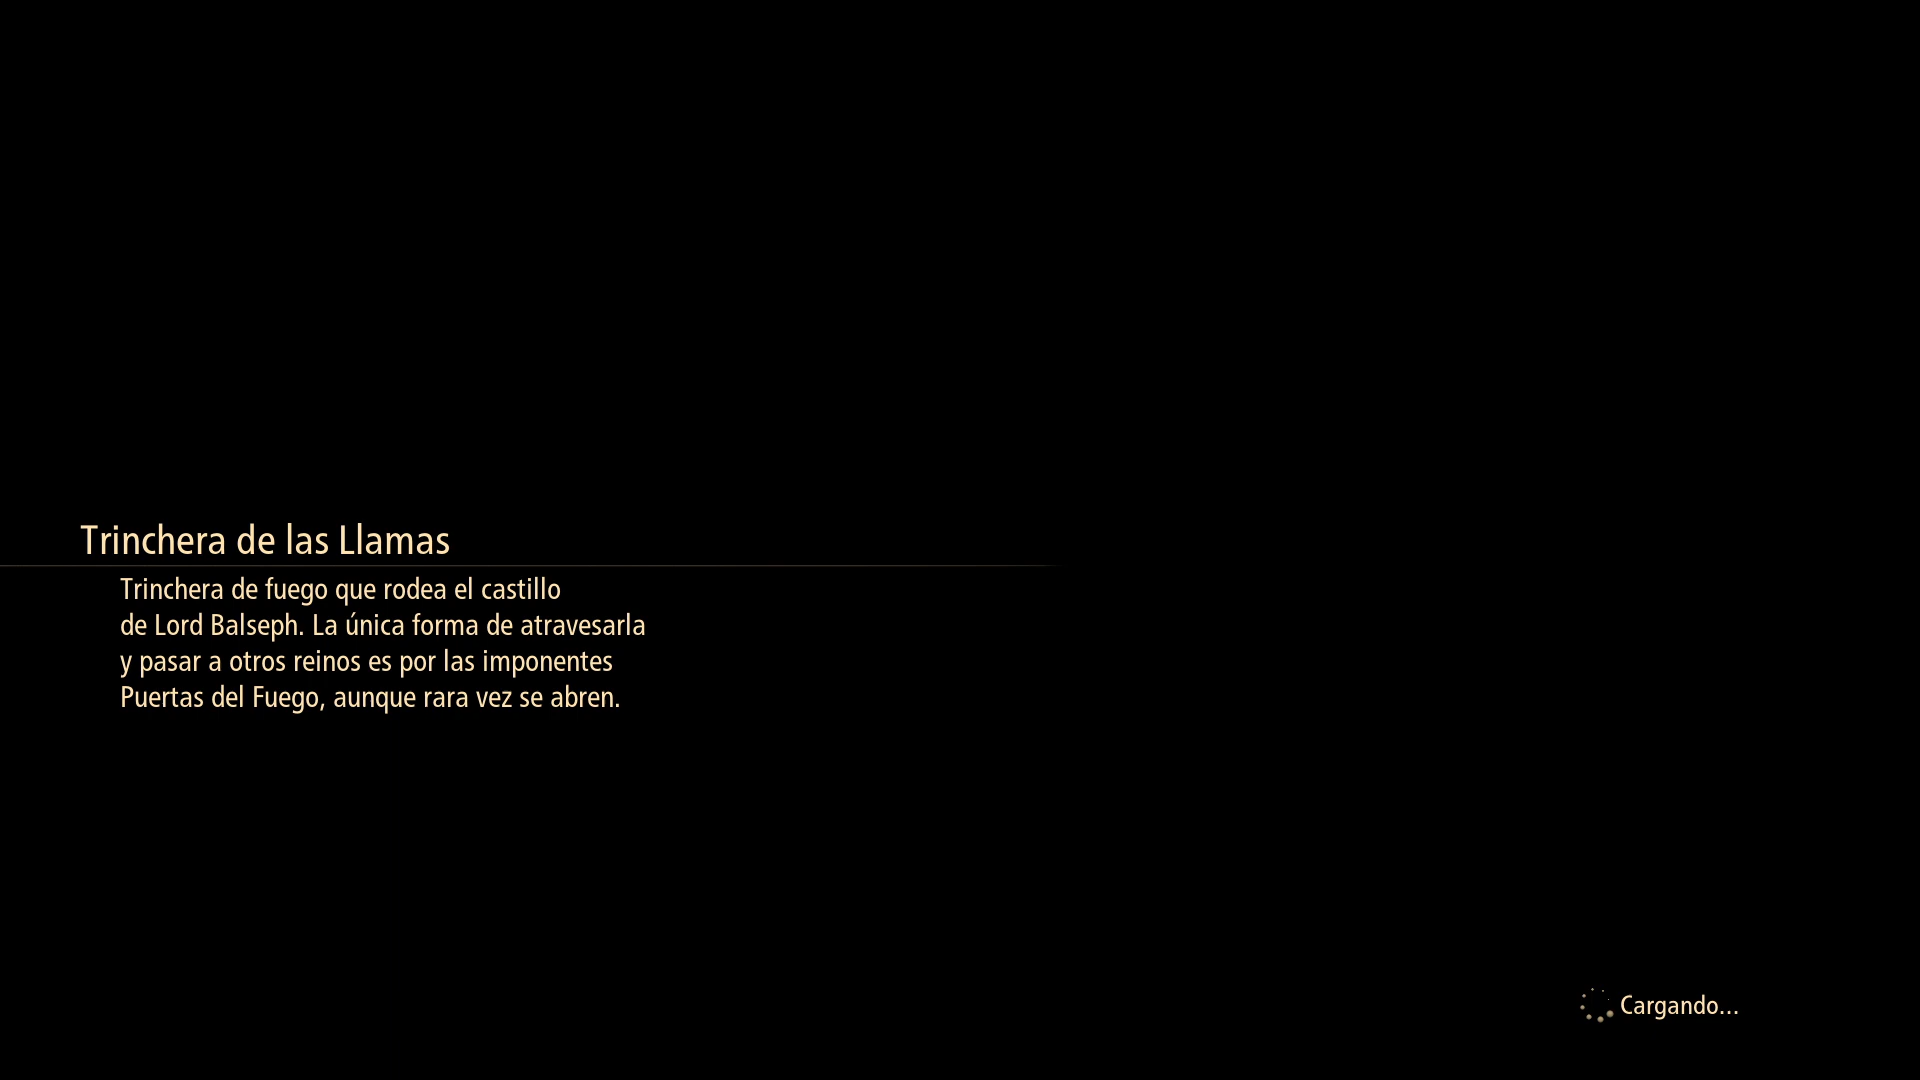 Trinchera de las Llamas
Trinchera de fuego que rodea el castillo
de Lord Balseph. La única forma de atravesarla
y pasar a otros reinos es por las imponentes
Puertas del Fuego, aunque rara vez se abren.
Cargando...